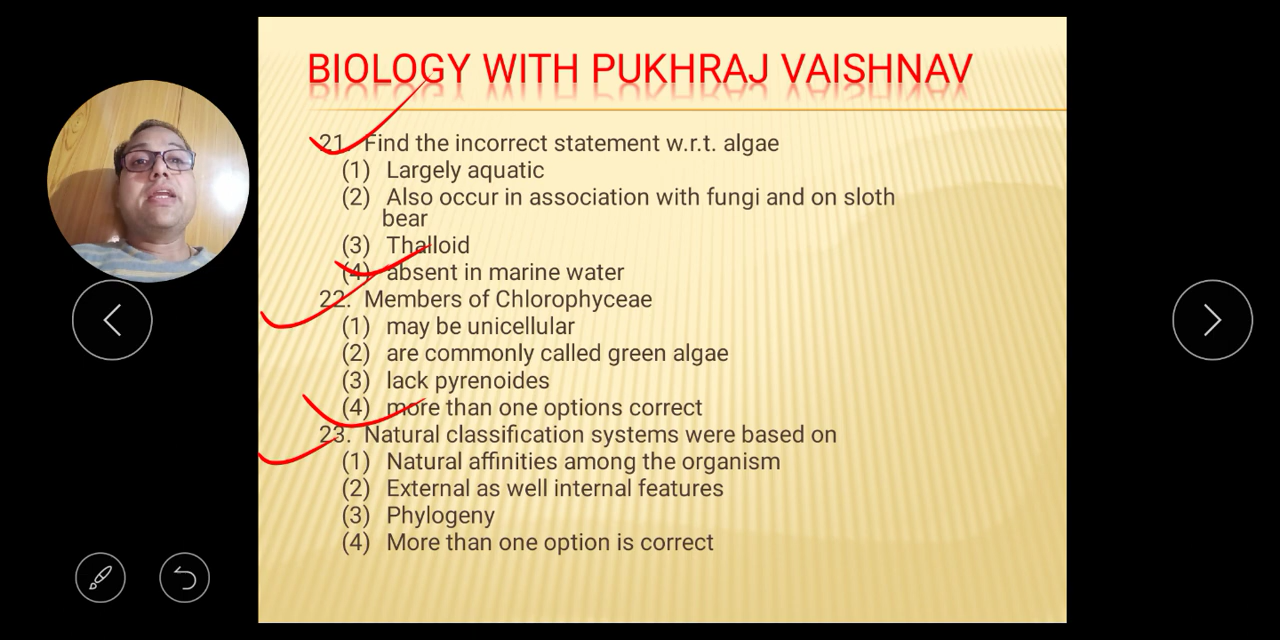 BIOLOGY WITH PUKHRAJ VAISHNAV
21. Find the incorrect statement w.r.t. algae
(1) Largely aquatic
(2) Also occur in association with fungi and on sloth
bear
(3) Thalloid
(4) absent in marine water
22. Members of Chlorophyceae
(1) may be unicellular
(2) are commonly called green algae
(3) lack pyrenoides
(4) more than one options correct
23. Natural classification systems were based on
(1) Natural affinities among the organism
(2) External as well internal features
(3) Phylogeny
(4) More than one option is correct